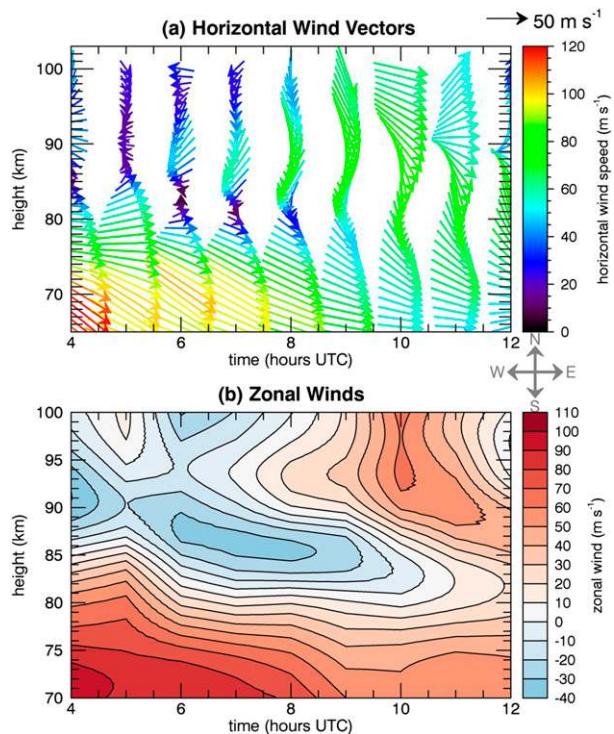 50 m s-1
(a) Horizontal Wind Vectors
height (km)
100
90
80
70
4 6 8 10 12
time (hours UTC)
120
100
80
60
40
20
0
horizontal wind speed (m s-1)
N
W E
S
(b) Zonal Winds
height (km)
100
95
90
85
80
75
70
4 6 8 10 12
time (hours UTC)
110
100
90
80
70
60
50
40
30
20
10
0
-10
-20
-30
-40
zonal wind (m s-1)